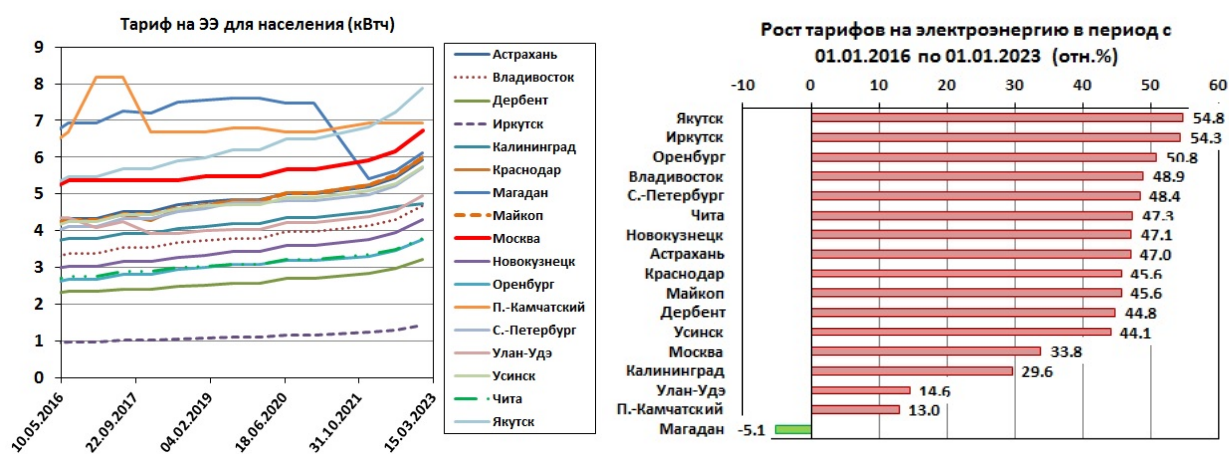 Тариф на ЭЭ для населения (кВтч)
9
8
7
6
5
4
3
2
1
0
10.05.2016
22.09.2017
04.02.2019
18.06.2020
31.10.2021
15.03.2023
Астрахань
Владивосток
Дербент
Иркутск
Калининград
Краснодар
Магадан
Майкоп
Москва
Новокузнецк
Оренбург
П.-Камчатский
С.-Петербург
Улан-Удэ
Усинск
Чита
Якутск
Рост тарифов на электроэнергию в период с
01.01.2016 по 01.01.2023 (отн.%)
-10 0 10 20 30 40 50 60
Якутск 54.8
Иркутск 54.3
Оренбург 50.8
Владивосток 48.9
С.-Петербург 48.4
Чита 47.3
Новокузнецк 47.1
Астрахань 47.0
Краснодар 45.6
Майкоп 45.6
Дербент 44.8
Усинск 44.1
Москва 33.8
Калининград 29.6
Улан-Удэ 14.6
П.-Камчатский 13.0
Магадан -5.1